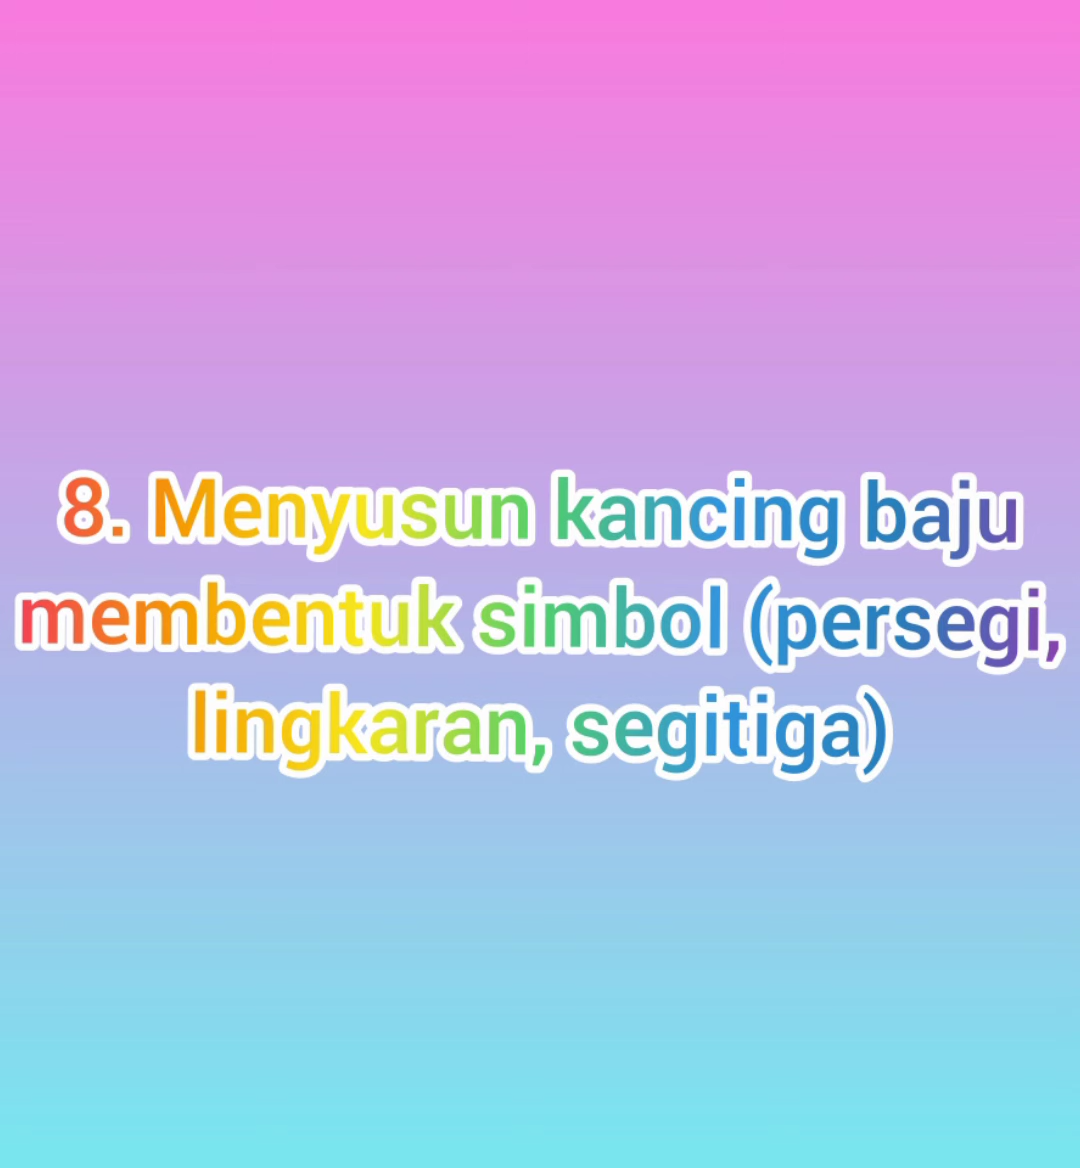 8. Menyusun kancing baju
membentuk simbol (persegi,
lingkaran, segitiga)